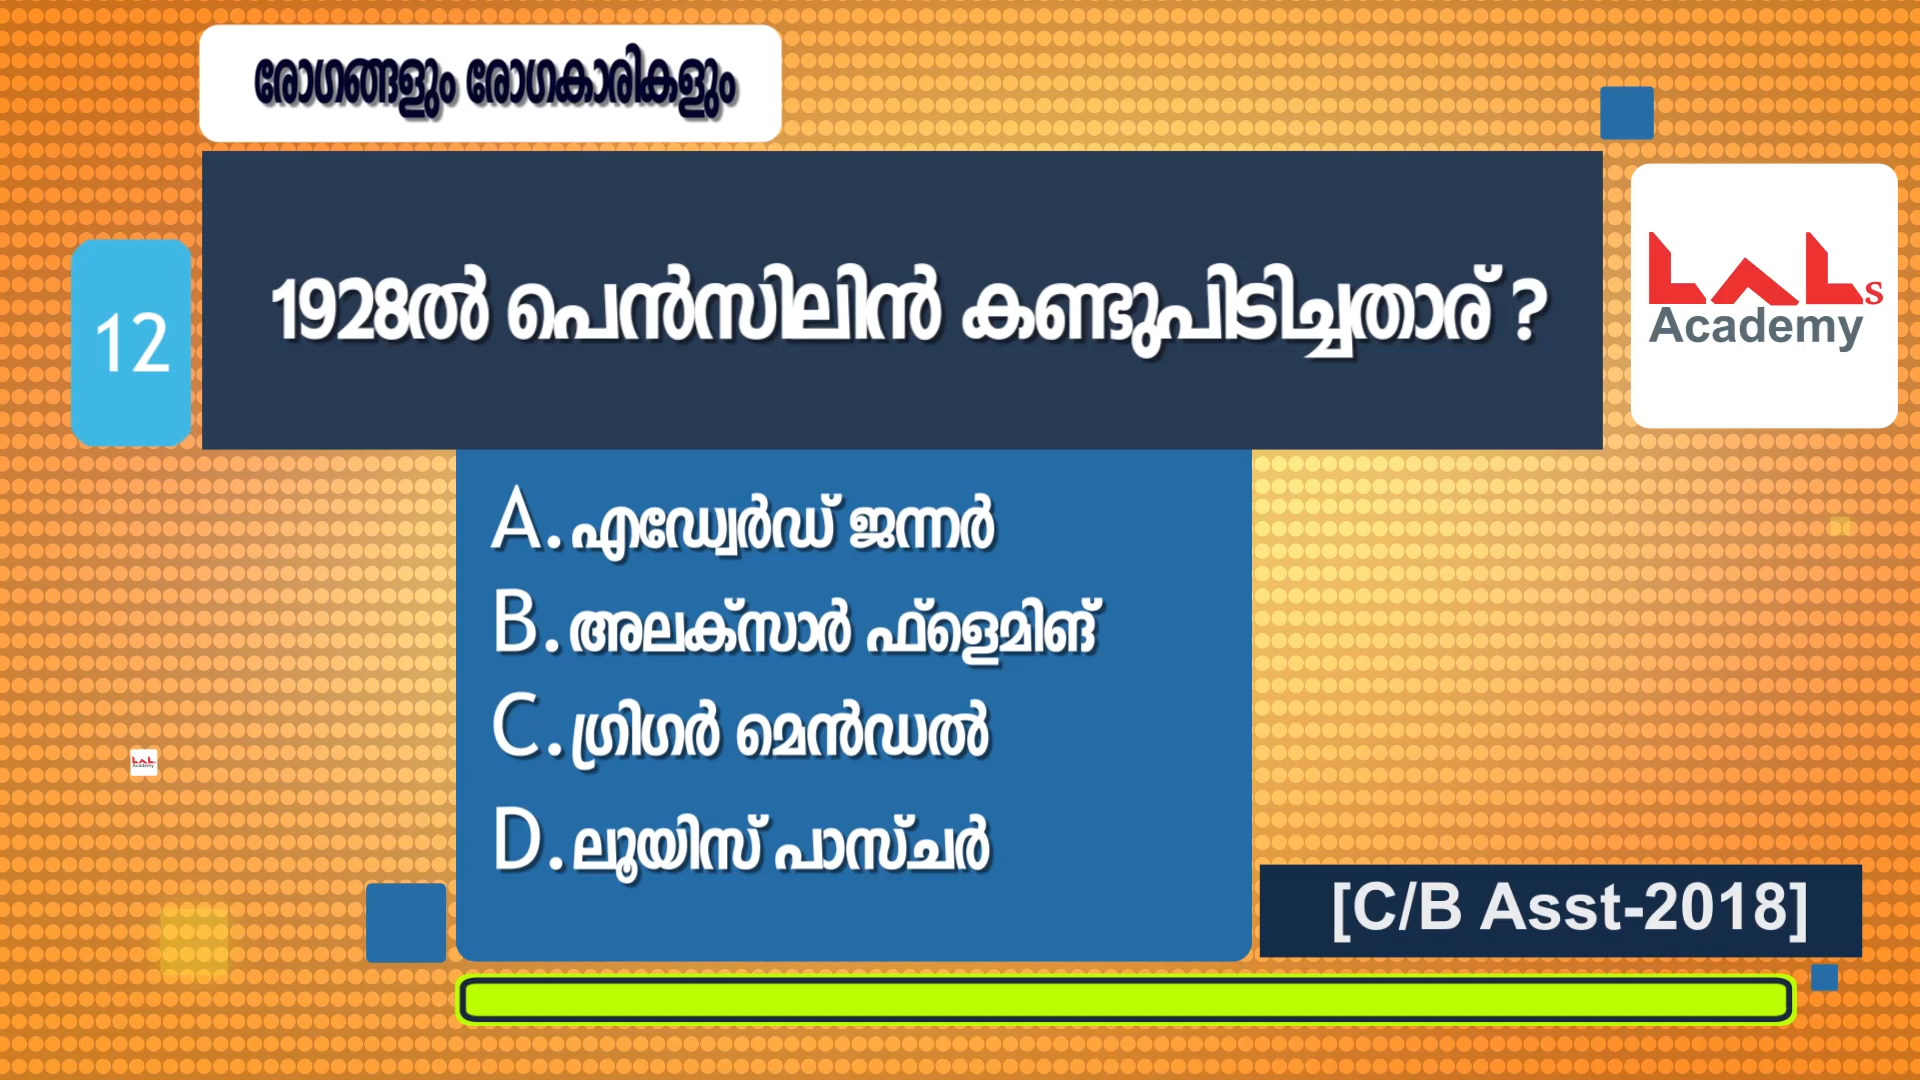 രോഗങ്ങളും രോഗകാരികളും
12
1928ൽ പെൻസിലിൻ കണ്ടുപിടിച്ചതാര് ?
LALs
Academy
A. എഡ്വേർഡ് ജന്നർ
B. അലക്സാർ ഫ്ളെമിങ്
C. ഗ്രിഗർ മെൻഡൽ
D. ലൂയിസ് പാസ്ചർ
[C/B Asst-2018]